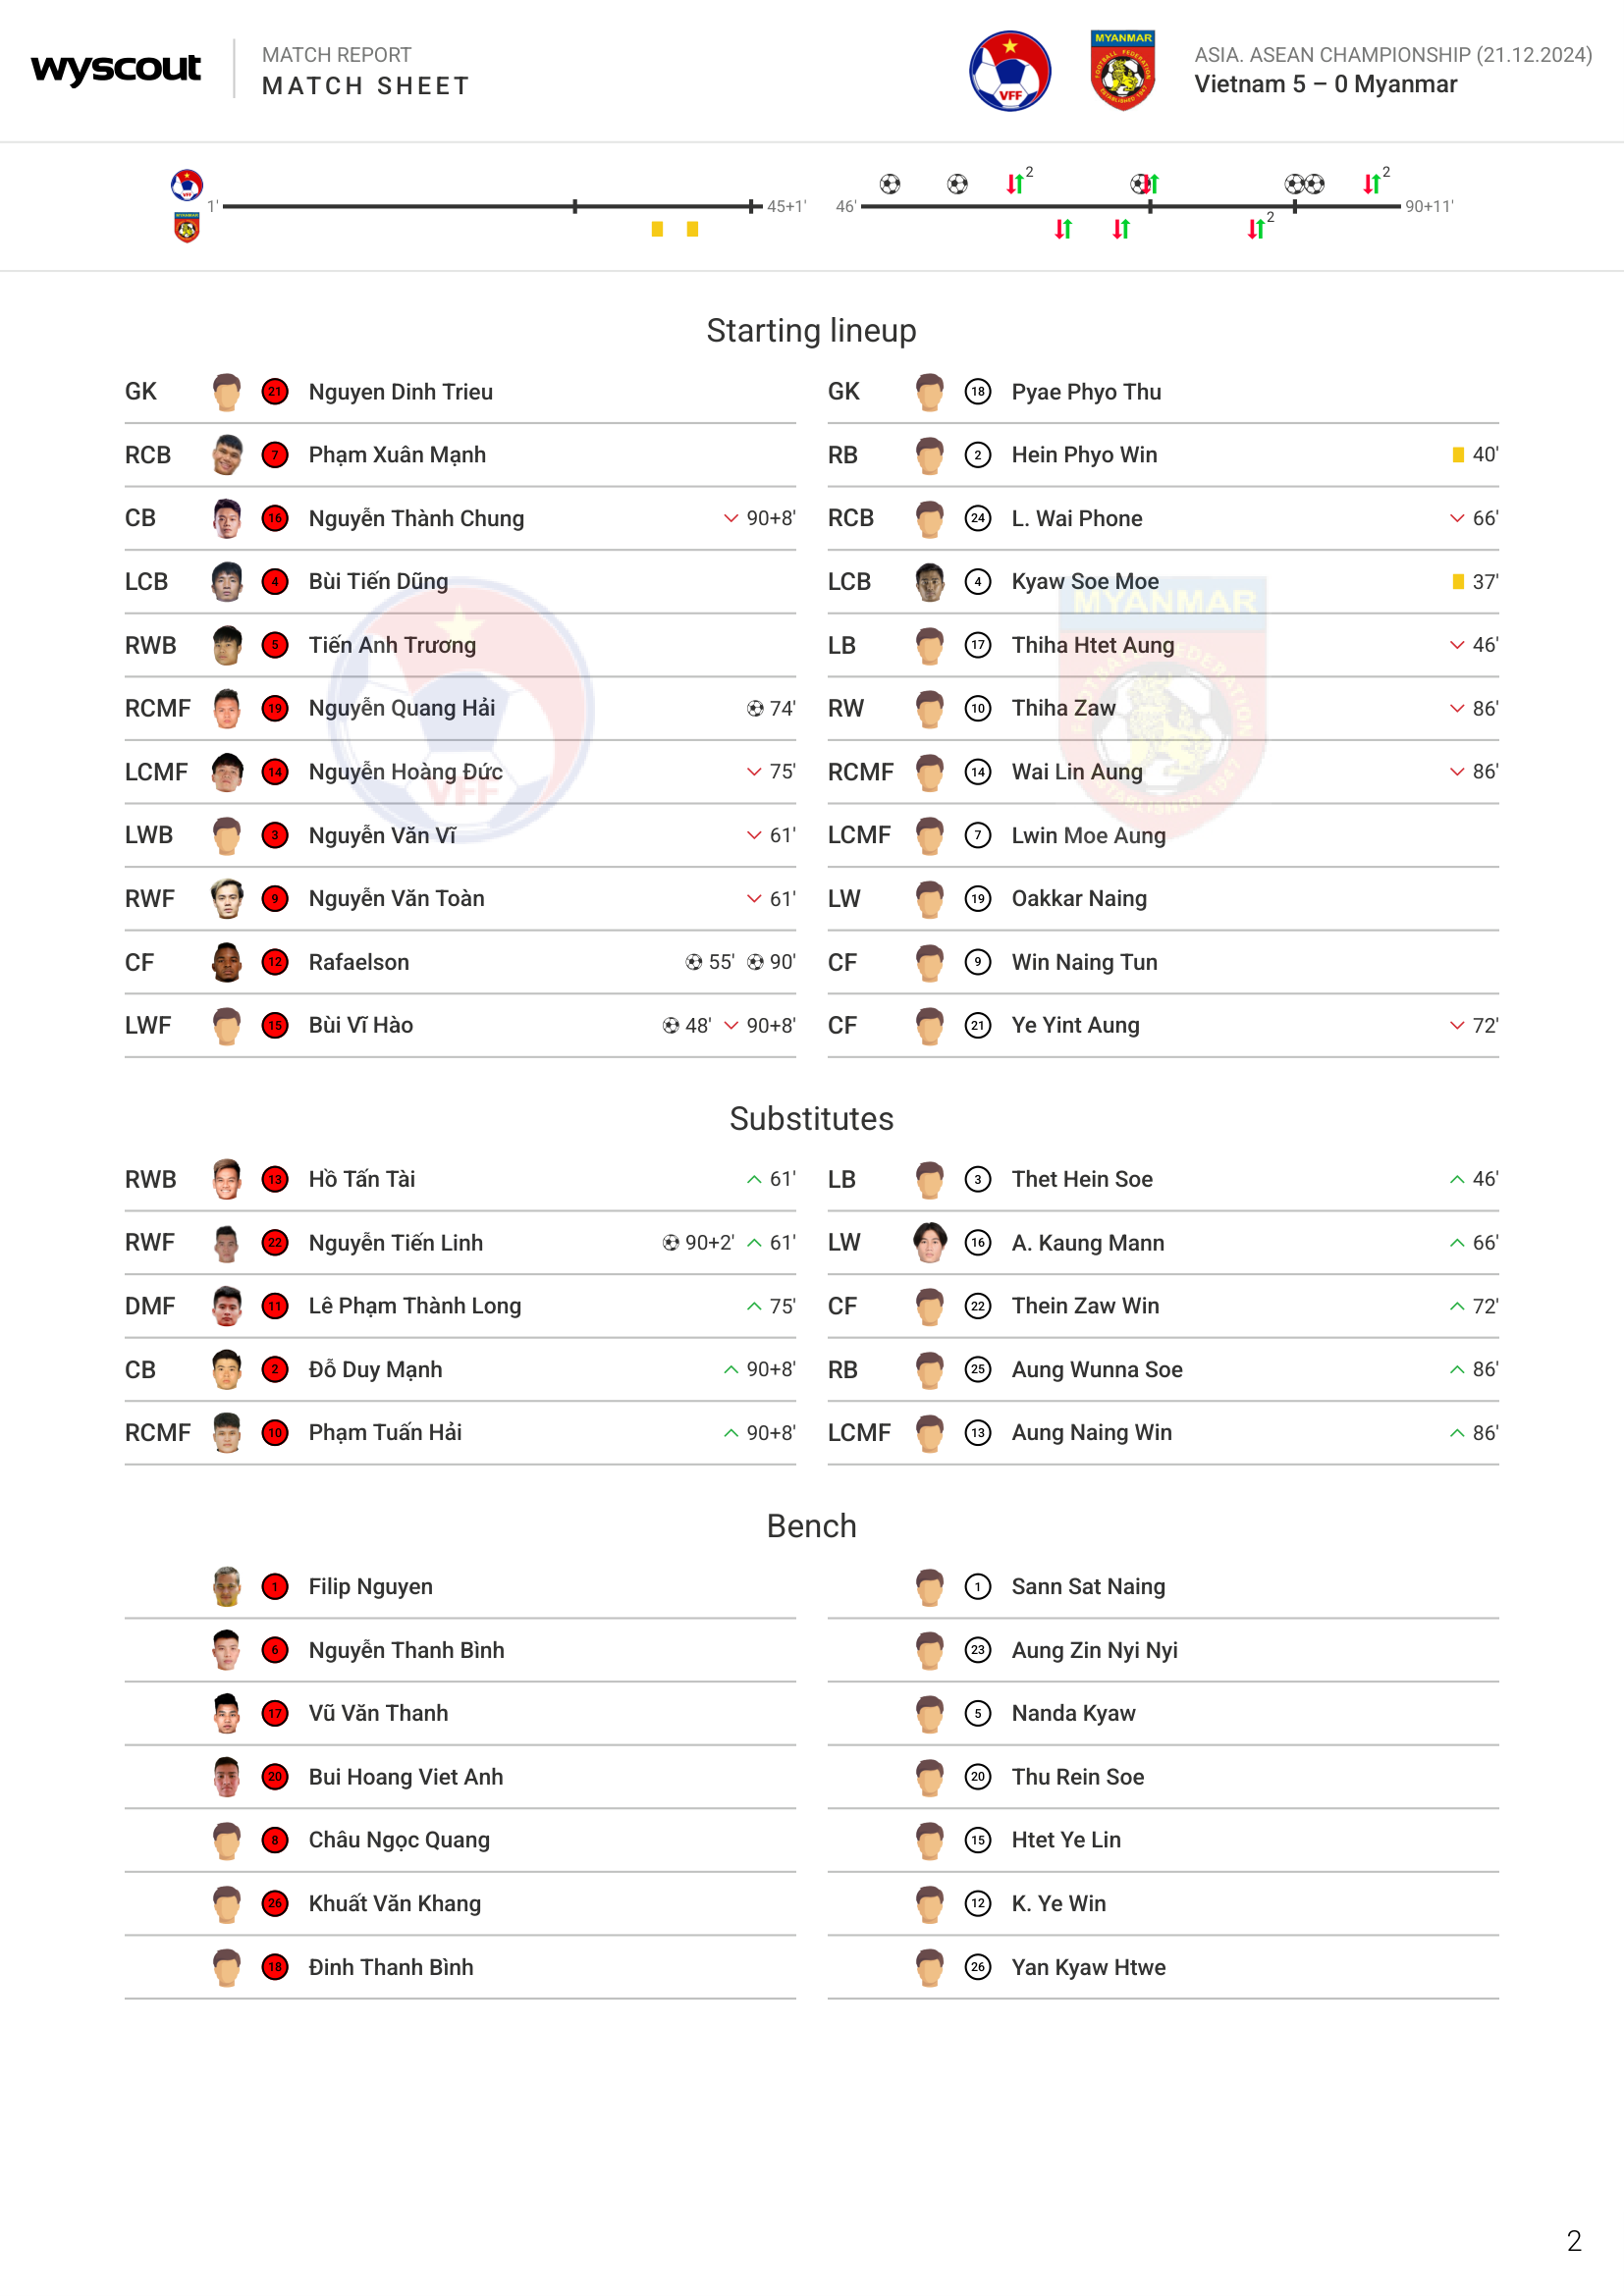 wyscout
MATCH REPORT
MATCH SHEET
VFF
MYANMAR
ASIA. ASEAN CHAMPIONSHIP (21.12.2024)
Vietnam 5 – 0 Myanmar
1' 45+1' 46' 2 2 2 90+11'
Starting lineup
GK 21 Nguyen Dinh Trieu
RCB 7 Phạm Xuân Mạnh
CB 16 Nguyễn Thành Chung 90+8'
LCB 4 Bùi Tiến Dũng
RWB 5 Tiến Anh Trương
RCMF 19 Nguyễn Quang Hải 74'
LCMF 14 Nguyễn Hoàng Đức 75'
LWB 3 Nguyễn Văn Vĩ 61'
RWF 9 Nguyễn Văn Toàn 61'
CF 12 Rafaelson 55' 90'
LWF 15 Bùi Vĩ Hào 48' 90+8'
VFF
GK 18 Pyae Phyo Thu
RB 2 Hein Phyo Win 40'
RCB 24 L. Wai Phone 66'
LCB 4 Kyaw Soe Moe 37'
LB 17 Thiha Htet Aung 46'
RW 10 Thiha Zaw 86'
RCMF 14 Wai Lin Aung 86'
LCMF 7 Lwin Moe Aung
LW 19 Oakkar Naing
CF 9 Win Naing Tun
CF 21 Ye Yint Aung 72'
MYANMAR
FOOTBALL FEDERATION
ESTABLISHED 1947
Substitutes
RWB 13 Hồ Tấn Tài 61'
RWF 22 Nguyễn Tiến Linh 90+2' 61'
DMF 11 Lê Phạm Thành Long 75'
CB 2 Đỗ Duy Mạnh 90+8'
RCMF 10 Phạm Tuấn Hải 90+8'
LB 3 Thet Hein Soe 46'
LW 16 A. Kaung Mann 66'
CF 22 Thein Zaw Win 72'
RB 25 Aung Wunna Soe 86'
LCMF 13 Aung Naing Win 86'
Bench
1 Filip Nguyen
6 Nguyễn Thanh Bình
17 Vũ Văn Thanh
20 Bui Hoang Viet Anh
8 Châu Ngọc Quang
26 Khuất Văn Khang
18 Đinh Thanh Bình
1 Sann Sat Naing
23 Aung Zin Nyi Nyi
5 Nanda Kyaw
20 Thu Rein Soe
15 Htet Ye Lin
12 K. Ye Win
26 Yan Kyaw Htwe
2